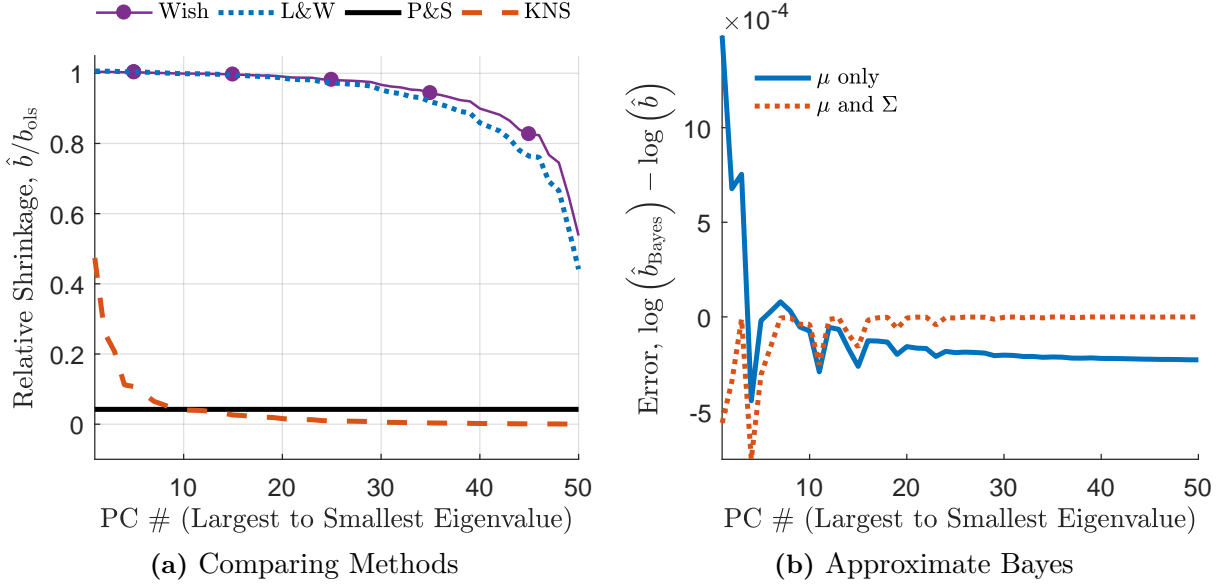 Wish L&W P&S KNS
Relative Shrinkage, b̂/b_ols
1
0.8
0.6
0.4
0.2
0
10 20 30 40 50
PC # (Largest to Smallest Eigenvalue)
(a) Comparing Methods
×10⁻⁴
μ only
μ and Σ
Error, log (b̂_Bayes) − log (b̂)
10
5
0
-5
10 20 30 40 50
PC # (Largest to Smallest Eigenvalue)
(b) Approximate Bayes